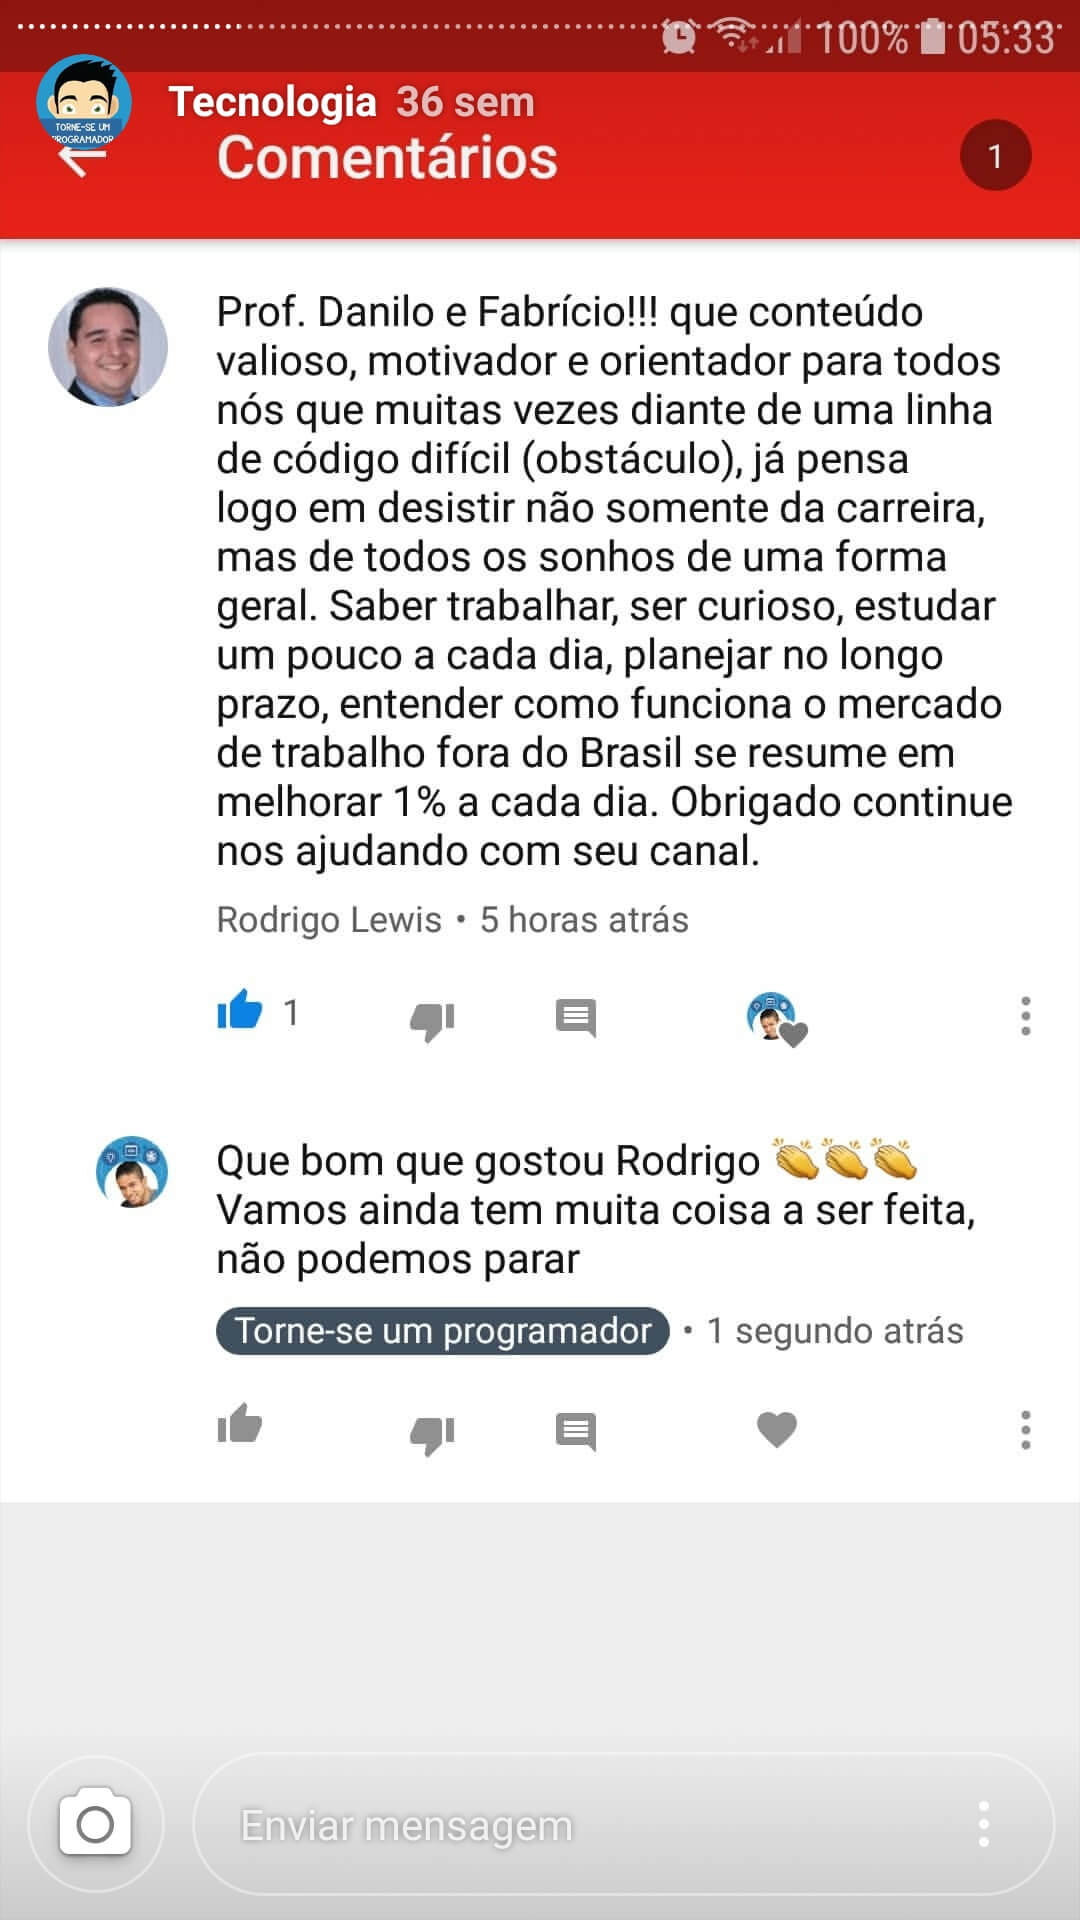 100% 05:33
TORNE-SE UM
PROGRAMADOR
Tecnologia 36 sem
Comentários
1
Prof. Danilo e Fabrício!!! que conteúdo
valioso, motivador e orientador para todos
nós que muitas vezes diante de uma linha
de código difícil (obstáculo), já pensa
logo em desistir não somente da carreira,
mas de todos os sonhos de uma forma
geral. Saber trabalhar, ser curioso, estudar
um pouco a cada dia, planejar no longo
prazo, entender como funciona o mercado
de trabalho fora do Brasil se resume em
melhorar 1% a cada dia. Obrigado continue
nos ajudando com seu canal.
Rodrigo Lewis • 5 horas atrás
1
Que bom que gostou Rodrigo 👏👏👏
Vamos ainda tem muita coisa a ser feita,
não podemos parar
Torne-se um programador • 1 segundo atrás
Enviar mensagem